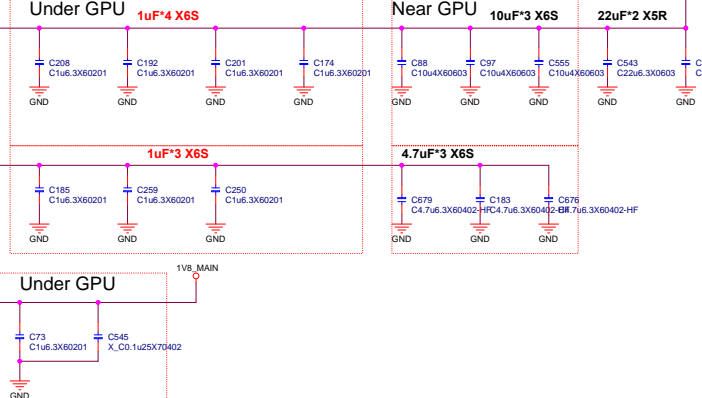 Under GPU
1uF*4 X6S
Near GPU
10uF*3 X6S
22uF*2 X5R
C208
C1u6.3X60201
C192
C1u6.3X60201
C201
C1u6.3X60201
C174
C1u6.3X60201
C88
C10u4X60603
C97
C10u4X60603
C555
C10u4X60603
C543
C22u6.3X0603
C
C
GND
GND
GND
GND
GND
GND
GND
GND
GND
1uF*3 X6S
4.7uF*3 X6S
C185
C1u6.3X60201
C259
C1u6.3X60201
C250
C1u6.3X60201
C679
C4.7u6.3X60402-HF
C183
C4.7u6.3X60402-HF
C676
C4.7u6.3X60402-HF
GND
GND
GND
GND
GND
GND
1V8_MAIN
Under GPU
C73
C1u6.3X60201
C545
X_C0.1u25X70402
GND